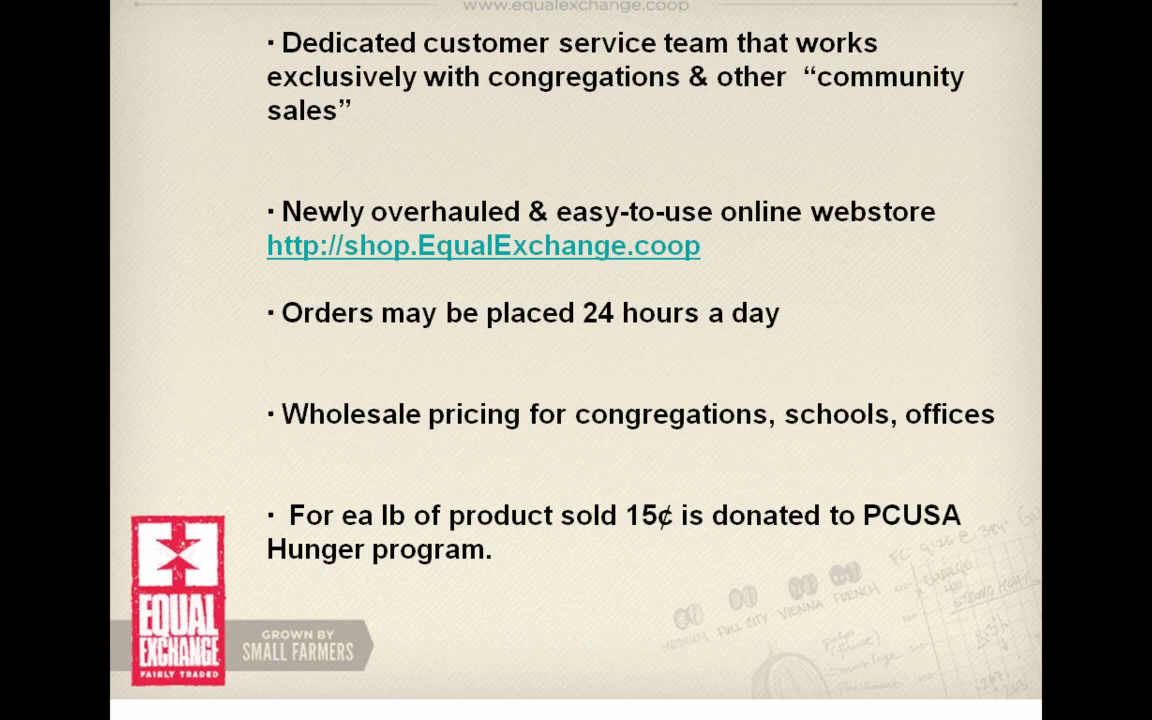 www.equalexchange.coop
· Dedicated customer service team that works
exclusively with congregations & other “community
sales”
· Newly overhauled & easy-to-use online webstore
http://shop.EqualExchange.coop
· Orders may be placed 24 hours a day
· Wholesale pricing for congregations, schools, offices
· For ea lb of product sold 15¢ is donated to PCUSA
Hunger program.
EQUAL
EXCHANGE
FAIRLY TRADED
GROWN BY
SMALL FARMERS
MEDIUM FULL CITY VIENNA FRENCH